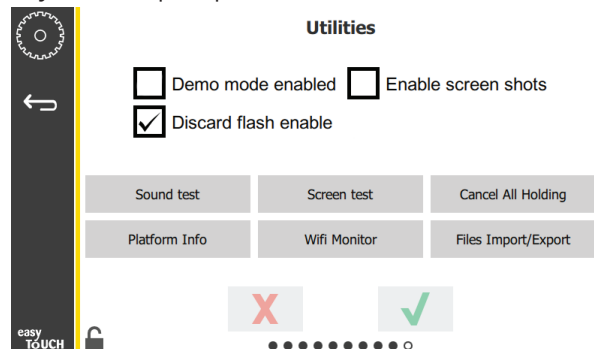 Utilities
Demo mode enabled Enable screen shots
Discard flash enable
Sound test Screen test Cancel All Holding
Platform Info Wifi Monitor Files Import/Export
easy
TOUCH